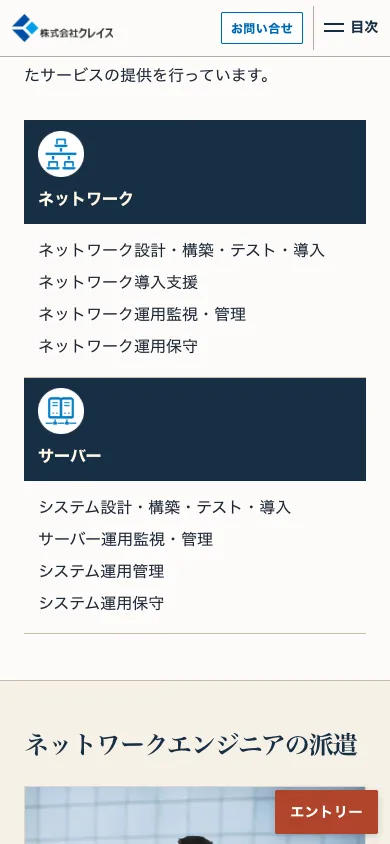 株式会社クレイス
お問い合せ
目次
たサービスの提供を行っています。
ネットワーク
ネットワーク設計・構築・テスト・導入
ネットワーク導入支援
ネットワーク運用監視・管理
ネットワーク運用保守
サーバー
システム設計・構築・テスト・導入
サーバー運用監視・管理
システム運用管理
システム運用保守
ネットワークエンジニアの派遣
エントリー